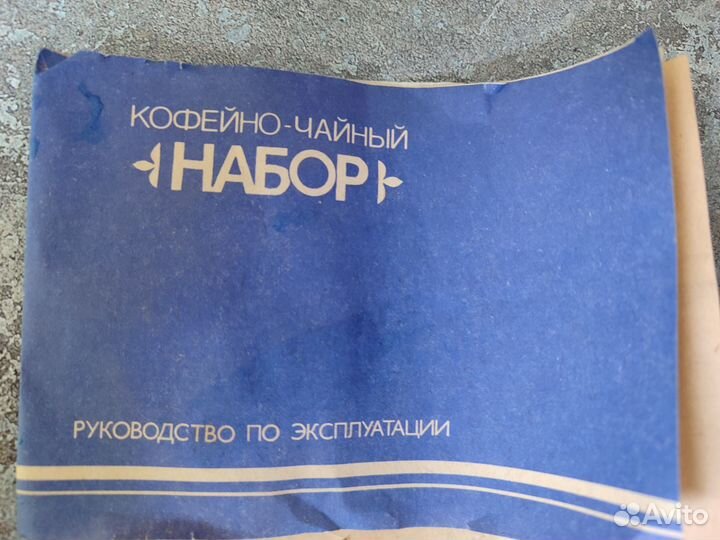 КОФЕЙНО-ЧАЙНЫЙ
НАБОР
РУКОВОДСТВО ПО ЭКСПЛУАТАЦИИ
Avito